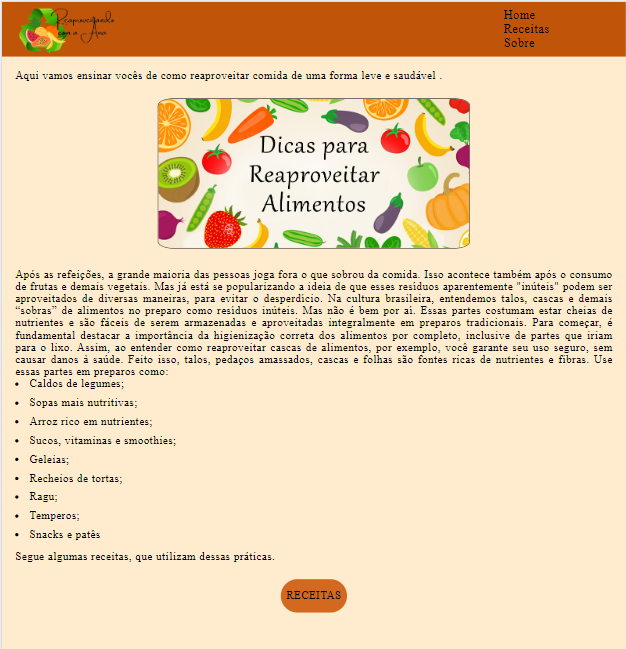 Reaproveitando
com a Ana
Home
Receitas
Sobre
Aqui vamos ensinar vocês de como reaproveitar comida de uma forma leve e saudável .
Dicas para
Reaproveitar
Alimentos
Após as refeições, a grande maioria das pessoas joga fora o que sobrou da comida. Isso acontece também após o consumo
de frutas e demais vegetais. Mas já está se popularizando a ideia de que esses resíduos aparentemente "inúteis" podem ser
aproveitados de diversas maneiras, para evitar o desperdício. Na cultura brasileira, entendemos talos, cascas e demais
“sobras” de alimentos no preparo como resíduos inúteis. Mas não é bem por aí. Essas partes costumam estar cheias de
nutrientes e são fáceis de serem armazenadas e aproveitadas integralmente em preparos tradicionais. Para começar, é
fundamental destacar a importância da higienização correta dos alimentos por completo, inclusive de partes que iriam
para o lixo. Assim, ao entender como reaproveitar cascas de alimentos, por exemplo, você garante seu uso seguro, sem
causar danos à saúde. Feito isso, talos, pedaços amassados, cascas e folhas são fontes ricas de nutrientes e fibras. Use
essas partes em preparos como:
• Caldos de legumes;
• Sopas mais nutritivas;
• Arroz rico em nutrientes;
• Sucos, vitaminas e smoothies;
• Geleias;
• Recheios de tortas;
• Ragu;
• Temperos;
• Snacks e patês
Segue algumas receitas, que utilizam dessas práticas.
RECEITAS